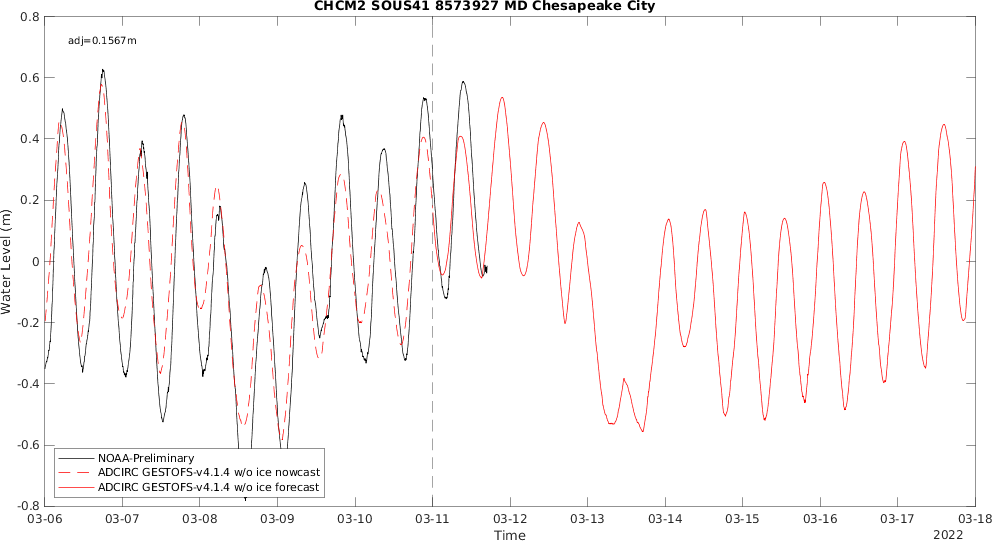 CHCM2 SOUS41 8573927 MD Chesapeake City
adj=0.1567m
0.8
0.6
0.4
0.2
0
-0.2
-0.4
-0.6
-0.8
Water Level (m)
NOAA-Preliminary
ADCIRC GESTOFS-v4.1.4 w/o ice nowcast
ADCIRC GESTOFS-v4.1.4 w/o ice forecast
03-06 03-07 03-08 03-09 03-10 03-11 03-12 03-13 03-14 03-15 03-16 03-17 03-18
Time
2022